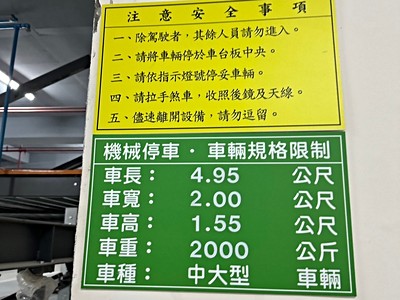 注意安全事項
一、除駕駛者，其餘人員請勿進入。
二、請將車輛停於車台板中央。
三、請依指示燈號停妥車輛。
四、請拉手煞車，收照後鏡及天線。
五、儘速離開設備，請勿逗留。
機械停車・車輛規格限制
車長： 4.95 公尺
車寬： 2.00 公尺
車高： 1.55 公尺
車重： 2000 公斤
車種： 中大型 車輛